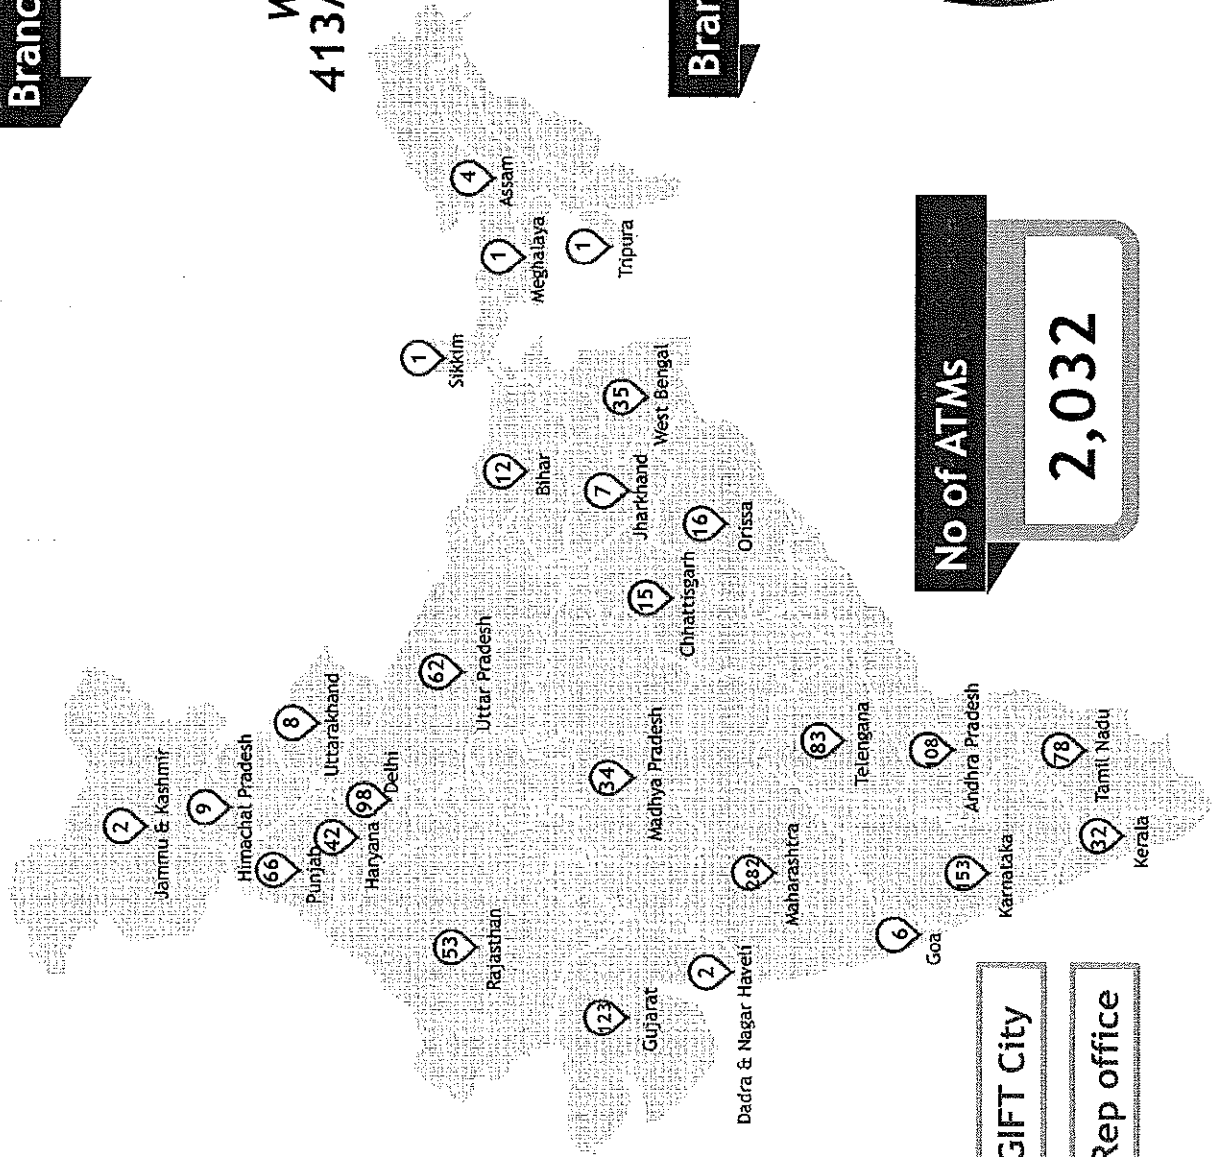 Branc
2
Jammu & Kashmir
9
Himachal Pradesh
66
Punjab
8
Uttarakhand
W
413/
42
Haryana
98
Delhi
62
Uttar Pradesh
1
Sikkim
53
Rajasthan
4
Assam
1
Meghalaya
12
Bihar
1
Tripura
123
Gujarat
34
Madhya Pradesh
7
Jharkhand
35
West Bengal
15
Chhattisgarh
16
Orissa
Bran
2
Dadra & Nagar Haveli
282
Maharashtra
83
Telengana
6
Goa
108
Andhra Pradesh
153
Karnataka
No of ATMs
2,032
GIFT City
78
Tamil Nadu
32
Kerala
Rep office